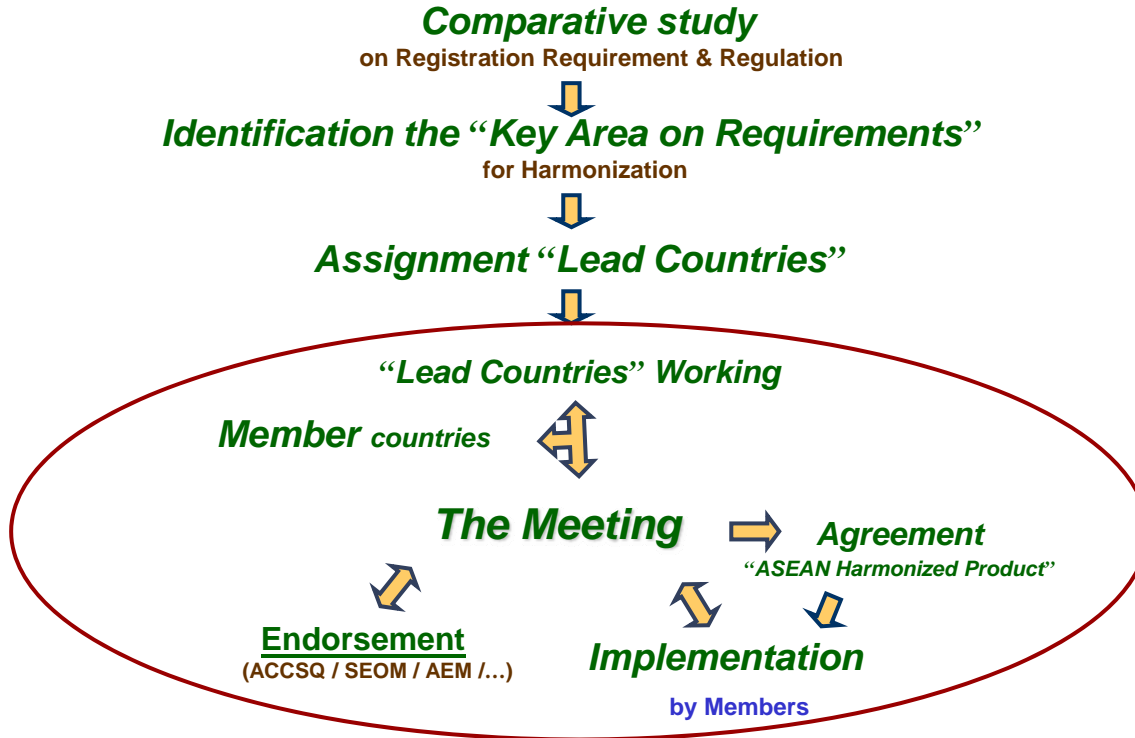 Comparative study
on Registration Requirement & Regulation
Identification the “Key Area on Requirements”
for Harmonization
Assignment “Lead Countries”
“Lead Countries” Working
Member countries
The Meeting
Agreement
“ASEAN Harmonized Product”
Endorsement
(ACCSQ / SEOM / AEM /…)
Implementation
by Members